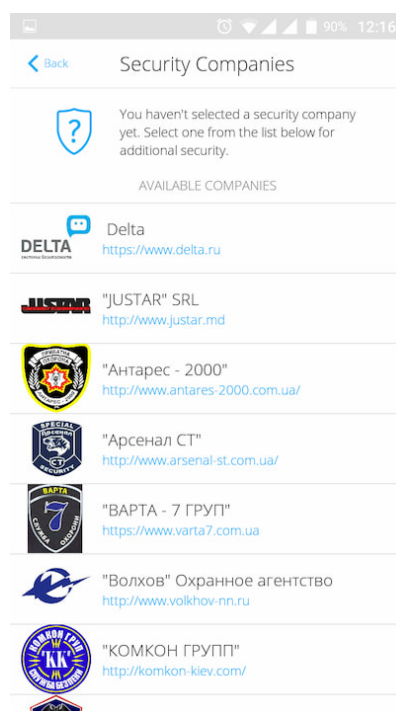 90% 12:16
Back
Security Companies
You haven't selected a security company
yet. Select one from the list below for
additional security.
AVAILABLE COMPANIES
DELTA
Delta
https://www.delta.ru
JUSTAR
"JUSTAR" SRL
http://www.justar.md
"Антарес - 2000"
http://www.antares-2000.com.ua/
SPECIAL
Арсенал
СТ
SECURITY
"Арсенал СТ"
http://www.arsenal-st.com.ua/
ВАРТА
7
СЛУЖБА ОХОРОНИ
"ВАРТА - 7 ГРУП"
https://www.varta7.com.ua
"Волхов" Охранное агентство
http://www.volkhov-nn.ru
КОМКОН ГРУП
"КК"
"КОМКОН ГРУПП"
http://komkon-kiev.com/